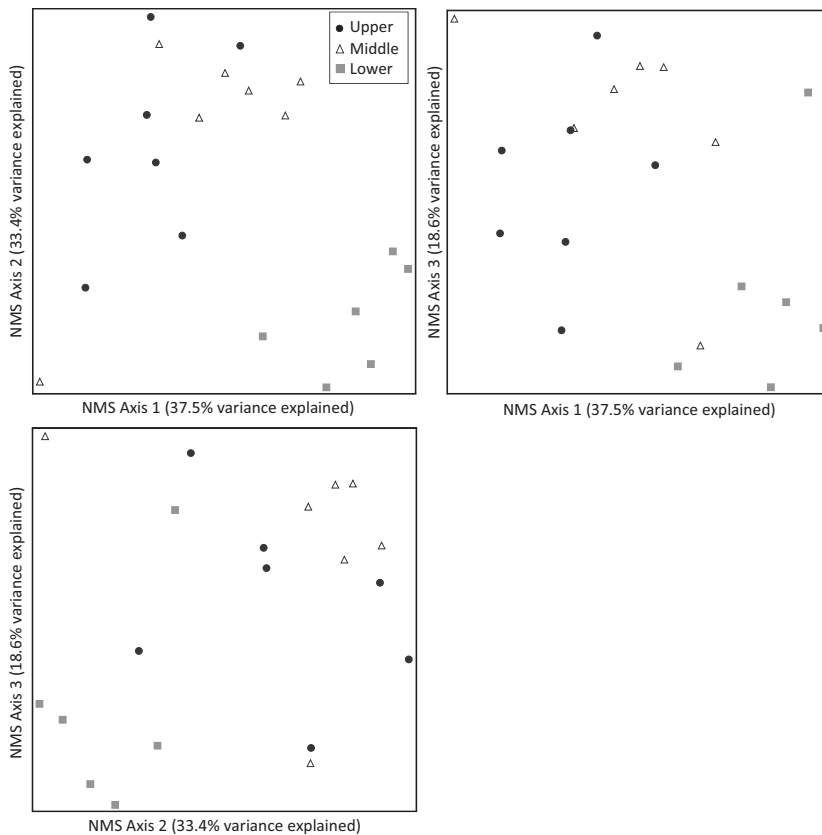 Upper
Middle
Lower
NMS Axis 2 (33.4% variance explained)
NMS Axis 1 (37.5% variance explained)
NMS Axis 3 (18.6% variance explained)
NMS Axis 1 (37.5% variance explained)
NMS Axis 3 (18.6% variance explained)
NMS Axis 2 (33.4% variance explained)